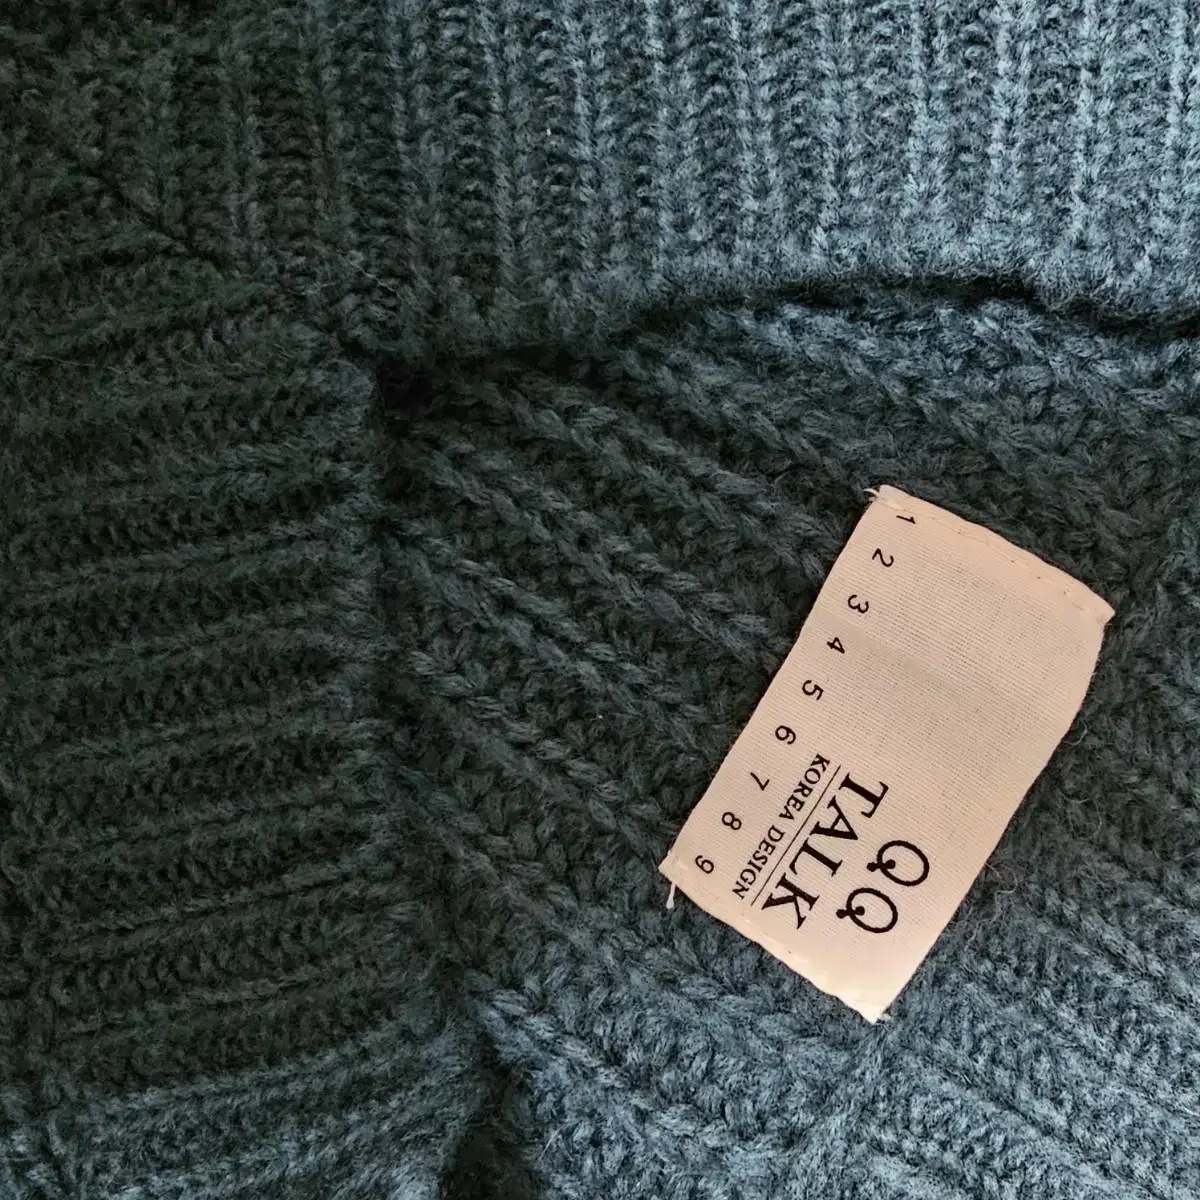 QQ
TALK
KOREA DESIGN
1 2 3 4 5 6 7 8 9